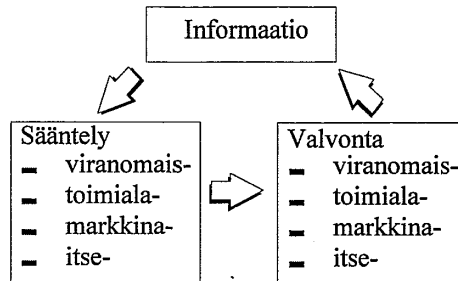 Informaatio
Sääntely
- viranomais-
- toimiala-
- markkina-
- itse-
Valvonta
- viranomais-
- toimiala-
- markkina-
- itse-